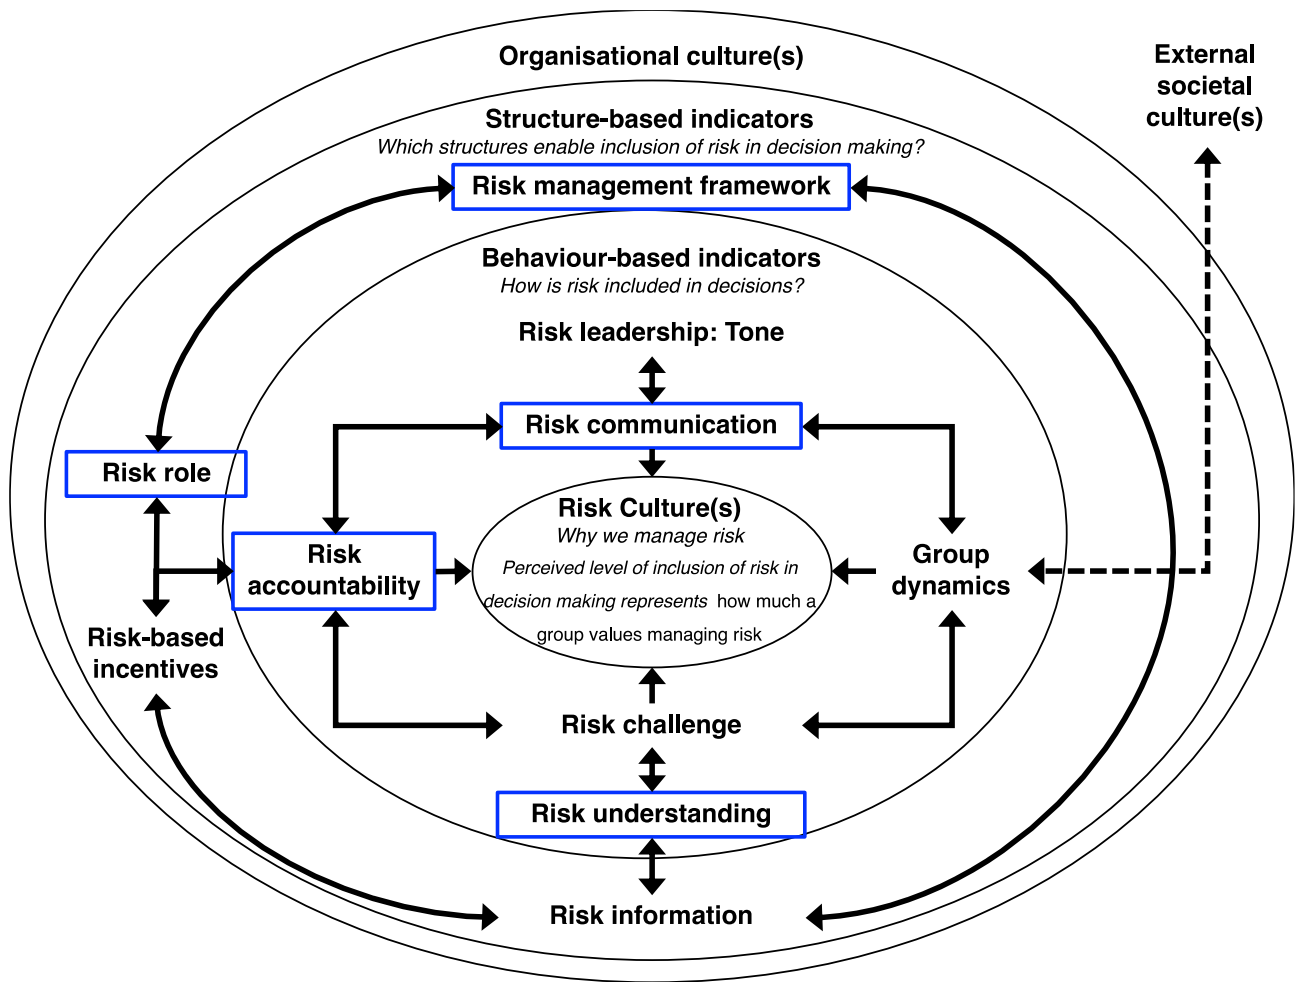 Organisational culture(s)
External
societal
culture(s)
Structure-based indicators
Which structures enable inclusion of risk in decision making?
Risk management framework
Behaviour-based indicators
How is risk included in decisions?
Risk leadership: Tone
Risk communication
Risk role
Risk Culture(s)
Why we manage risk
Perceived level of inclusion of risk in
decision making represents how much a
group values managing risk
Risk
accountability
Group
dynamics
Risk-based
incentives
Risk challenge
Risk understanding
Risk information